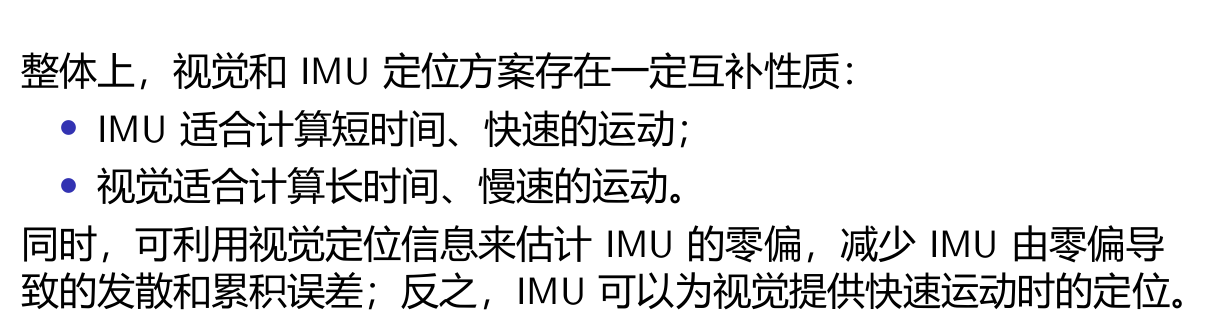 整体上，视觉和 IMU 定位方案存在一定互补性质：
• IMU 适合计算短时间、快速的运动；
• 视觉适合计算长时间、慢速的运动。
同时，可利用视觉定位信息来估计 IMU 的零偏，减少 IMU 由零偏导
致的发散和累积误差；反之，IMU 可以为视觉提供快速运动时的定位。